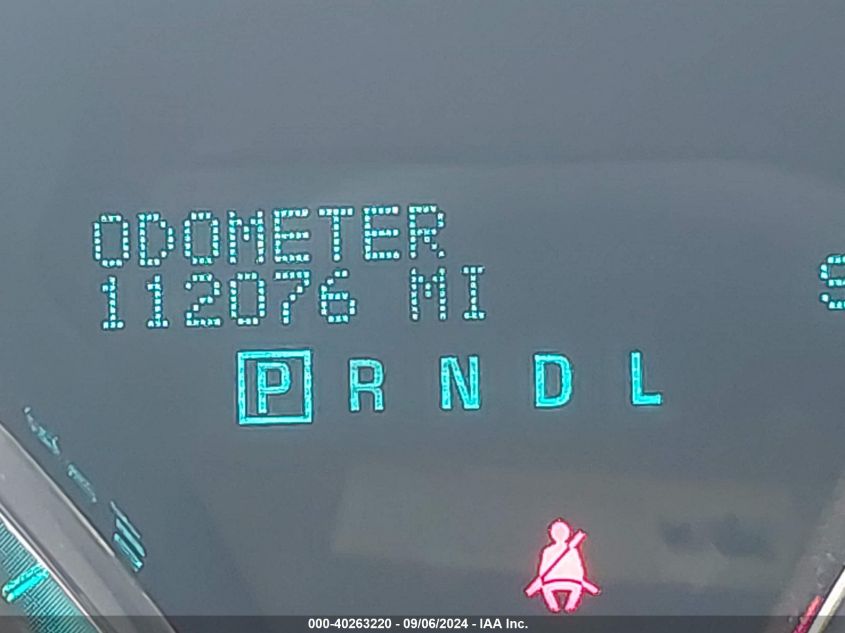 ODOMETER
112076 MI
P R N D L
000-40263220 - 09/06/2024 - IAA Inc.